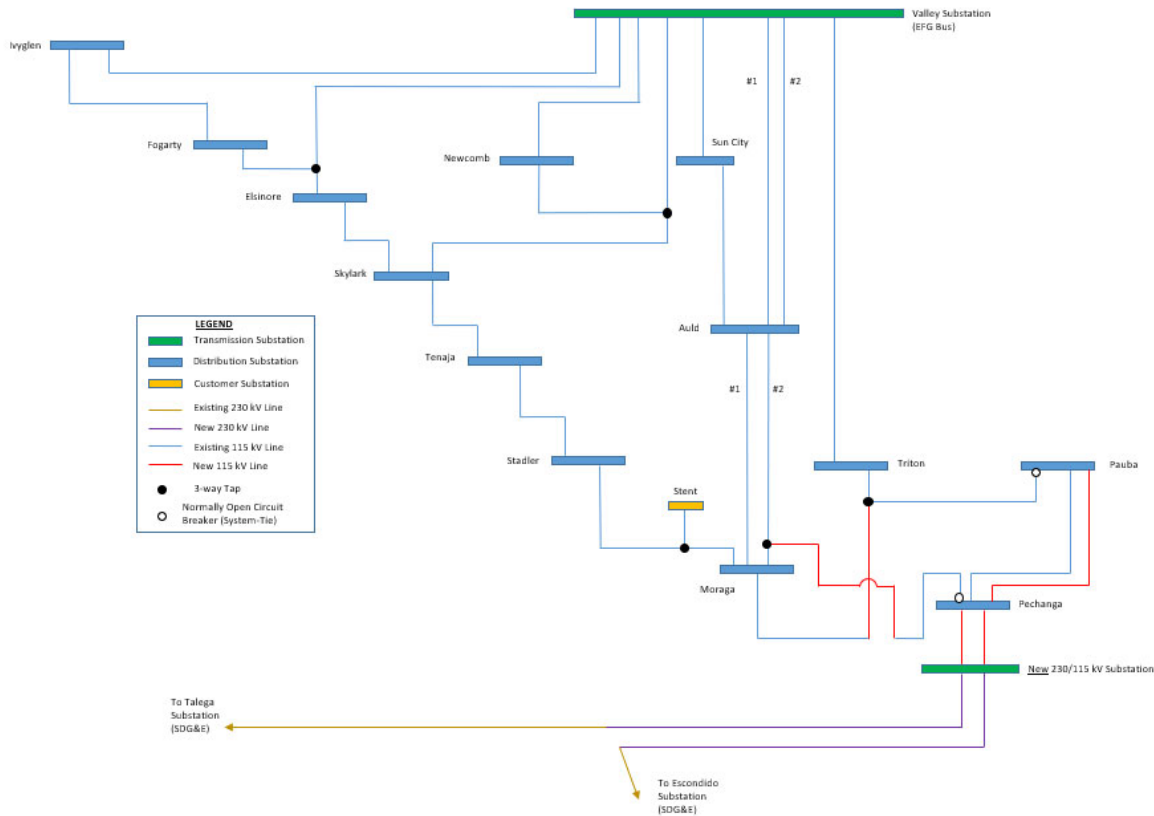 Valley Substation
(EFG Bus)
Ivyglen
#1
#2
Fogarty
Newcomb
Sun City
Elsinore
Skylark
LEGEND
Transmission Substation
Distribution Substation
Customer Substation
Existing 230 kV Line
New 230 kV Line
Existing 115 kV Line
New 115 kV Line
3-way Tap
Normally Open Circuit
Breaker (System-Tie)
Auld
Tenaja
#1
#2
Stadler
Triton
Pauba
Stent
Moraga
Pechanga
New 230/115 kV Substation
To Talega
Substation
(SDG&E)
To Escondido
Substation
(SDG&E)